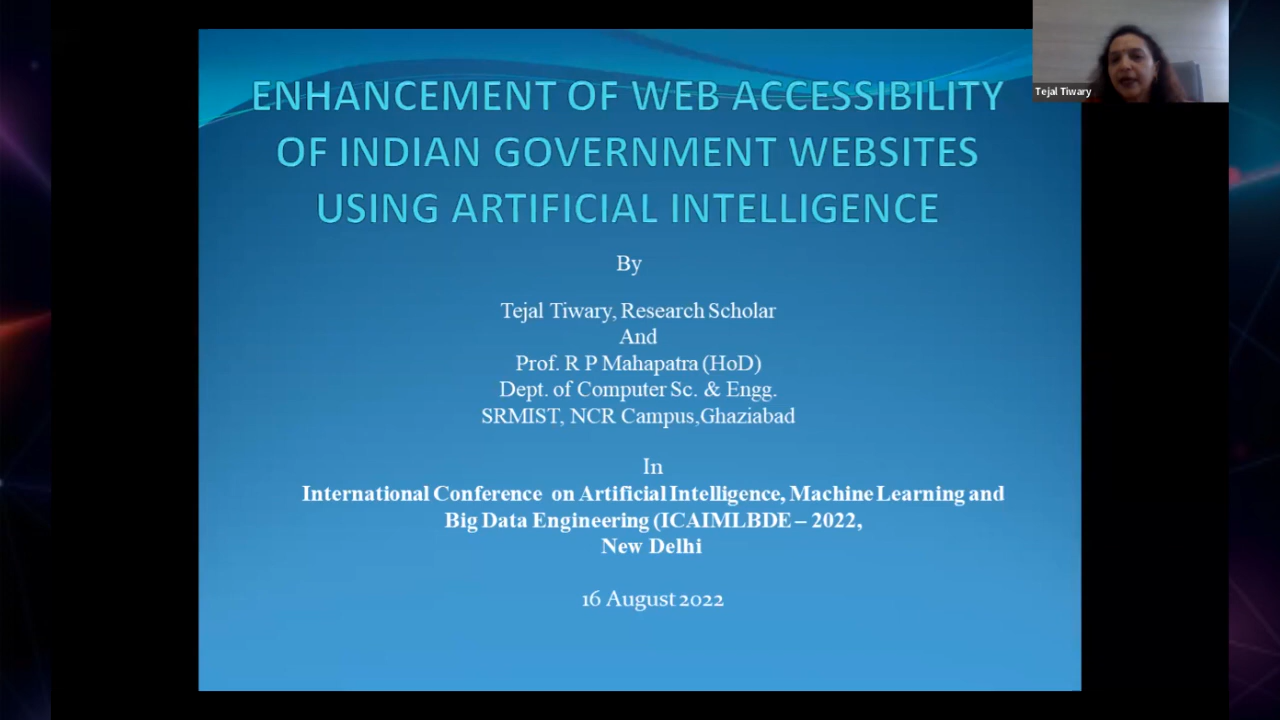 ENHANCEMENT OF WEB ACCESSIBILITY
OF INDIAN GOVERNMENT WEBSITES
USING ARTIFICIAL INTELLIGENCE
Tejal Tiwary
By
Tejal Tiwary, Research Scholar
And
Prof. R P Mahapatra (HoD)
Dept. of Computer Sc. & Engg.
SRMIST, NCR Campus,Ghaziabad
In
International Conference on Artificial Intelligence, Machine Learning and
Big Data Engineering (ICAIMLBDE – 2022,
New Delhi
16 August 2022